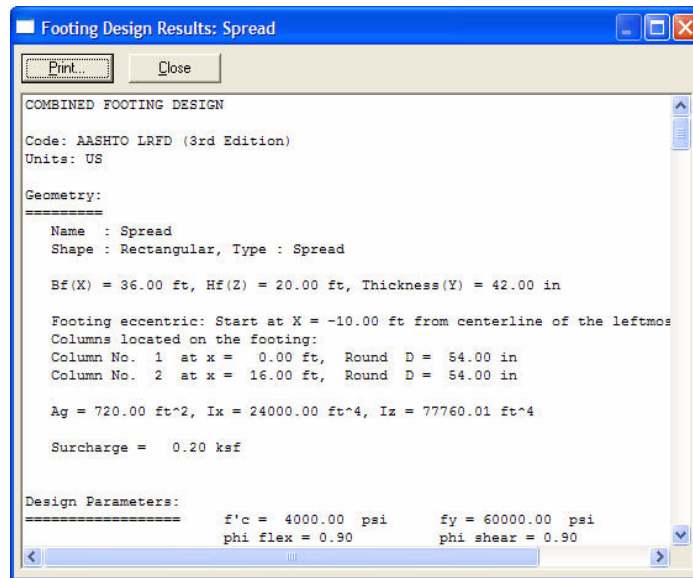 Footing Design Results: Spread
Print... Close
COMBINED FOOTING DESIGN
Code: AASHTO LRFD (3rd Edition)
Units: US
Geometry:
=========
Name : Spread
Shape : Rectangular, Type : Spread
Bf(X) = 36.00 ft, Hf(Z) = 20.00 ft, Thickness(Y) = 42.00 in
Footing eccentric: Start at X = -10.00 ft from centerline of the leftmos
Columns located on the footing:
Column No. 1 at x = 0.00 ft, Round D = 54.00 in
Column No. 2 at x = 16.00 ft, Round D = 54.00 in
Ag = 720.00 ft^2, Ix = 24000.00 ft^4, Iz = 77760.01 ft^4
Surcharge = 0.20 ksf
Design Parameters:
================== f'c = 4000.00 psi fy = 60000.00 psi
phi flex = 0.90 phi shear = 0.90